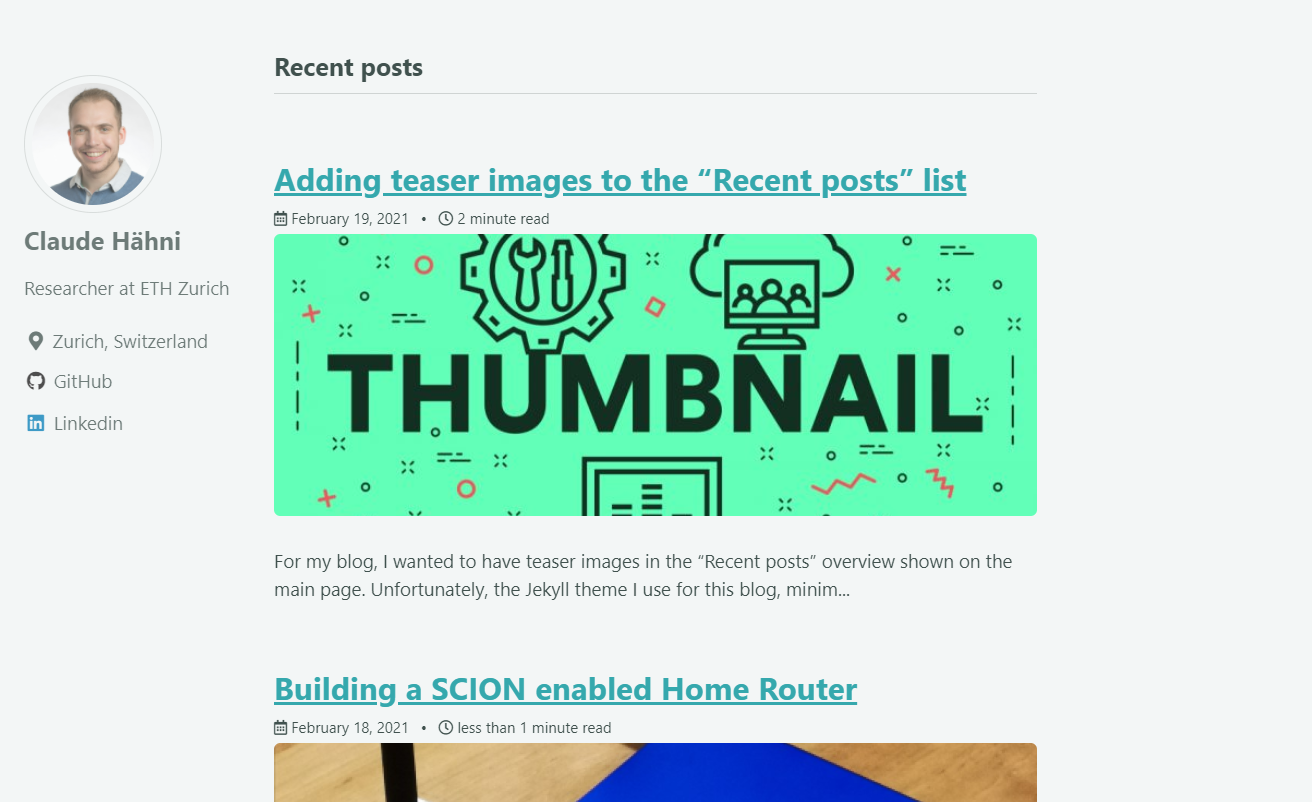 Recent posts
Claude Hähni
Researcher at ETH Zurich
Zurich, Switzerland
GitHub
Linkedin
Adding teaser images to the “Recent posts” list
February 19, 2021 • 2 minute read
THUMBNAIL
For my blog, I wanted to have teaser images in the “Recent posts” overview shown on the
main page. Unfortunately, the Jekyll theme I use for this blog, minim...
Building a SCION enabled Home Router
February 18, 2021 • less than 1 minute read